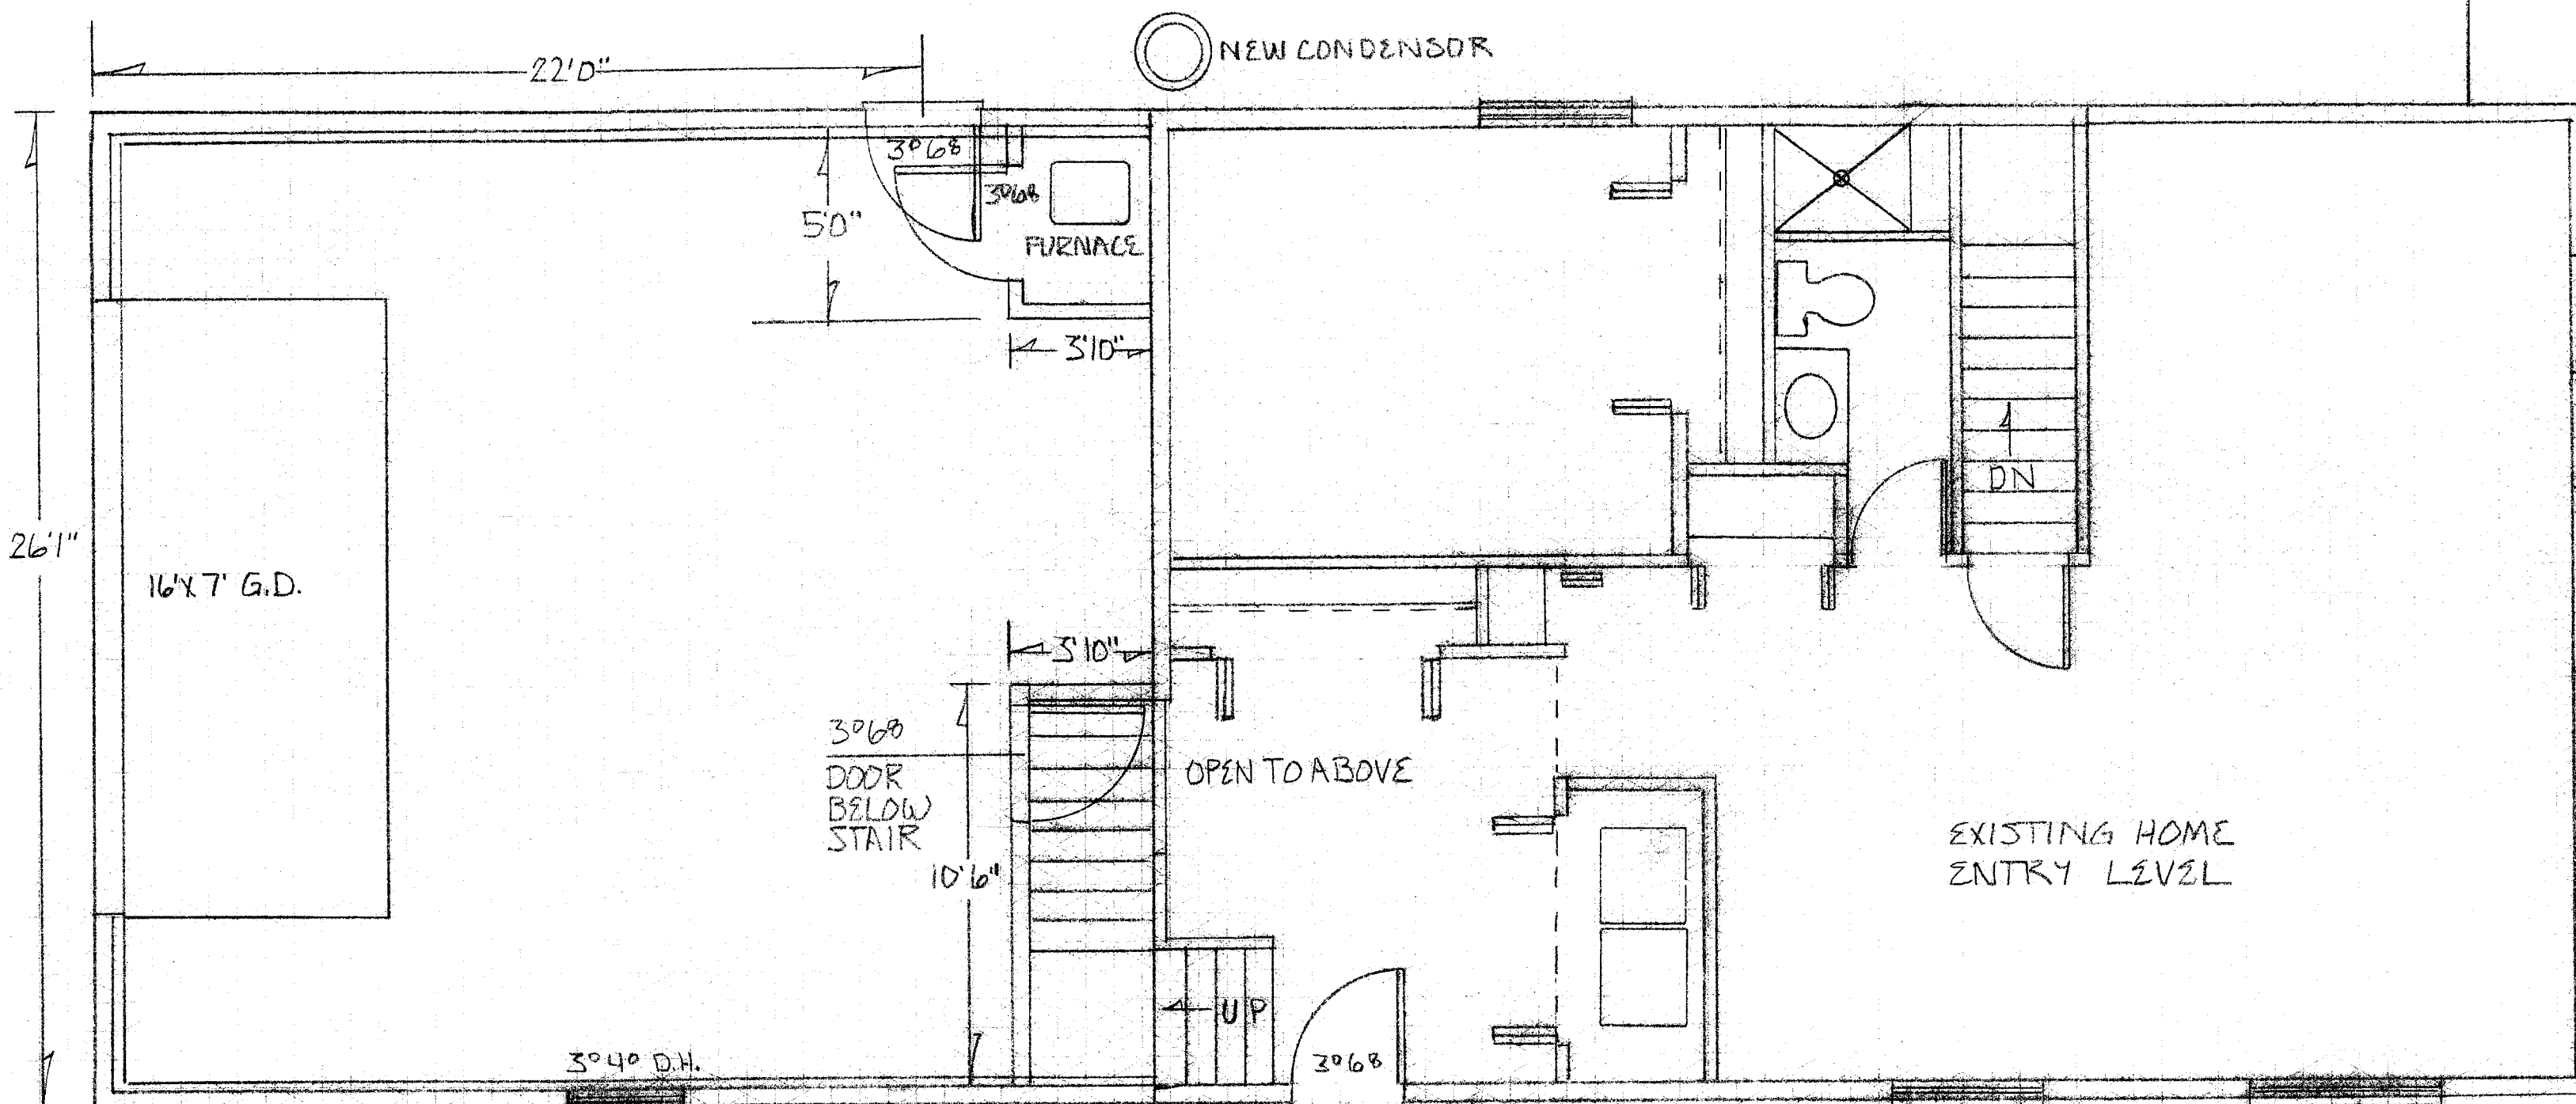 NEW CONDENSOR
22'0"
3⁰6⁸
3⁰6⁸
5'0"
FURNACE
3'10"
DN
26'1"
16'X 7' G.D.
3'10"
3⁰6⁸
DOOR
BELOW
STAIR
OPEN TO ABOVE
10'6"
EXISTING HOME
ENTRY LEVEL
UP
3⁰4⁰ D.H.
3⁰6⁸